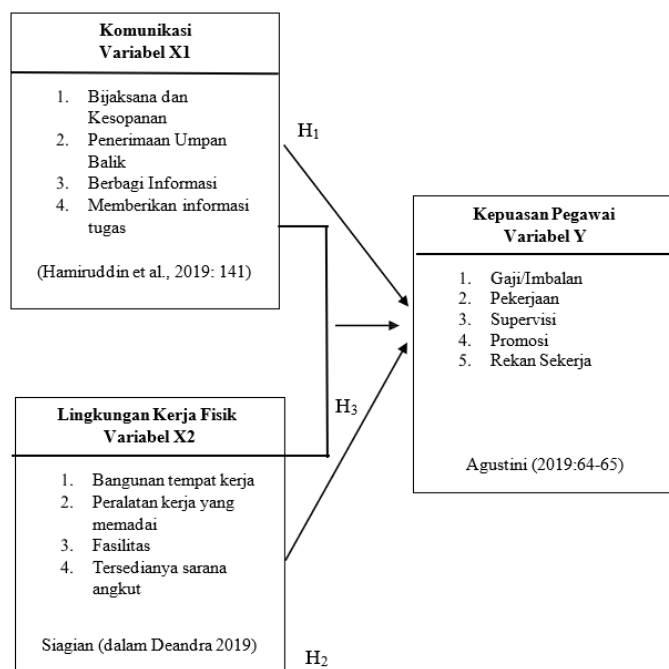 Komunikasi
Variabel X1
1. Bijaksana dan
Kesopanan
2. Penerimaan Umpan
Balik
3. Berbagi Informasi
4. Memberikan informasi
tugas
(Hamiruddin et al., 2019: 141)
H1
Kepuasan Pegawai
Variabel Y
1. Gaji/Imbalan
2. Pekerjaan
3. Supervisi
4. Promosi
5. Rekan Sekerja
Agustini (2019:64-65)
H3
Lingkungan Kerja Fisik
Variabel X2
1. Bangunan tempat kerja
2. Peralatan kerja yang
memadai
3. Fasilitas
4. Tersedianya sarana
angkut
Siagian (dalam Deandra 2019)
H2